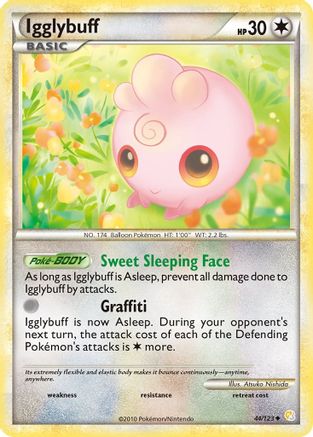 Igglybuff
HP 30
BASIC
NO. 174 Balloon Pokémon HT: 1'00" WT: 2.2 lbs.
Poké-BODY Sweet Sleeping Face
As long as Igglybuff is Asleep, prevent all damage done to
Igglybuff by attacks.
Graffiti
Igglybuff is now Asleep. During your opponent's
next turn, the attack cost of each of the Defending
Pokémon's attacks is more.
Its extremely flexible and elastic body makes it bounce continuously—anytime,
anywhere.
Illus. Atsuko Nishida
weakness resistance retreat cost
©2010 Pokémon/Nintendo 44/123